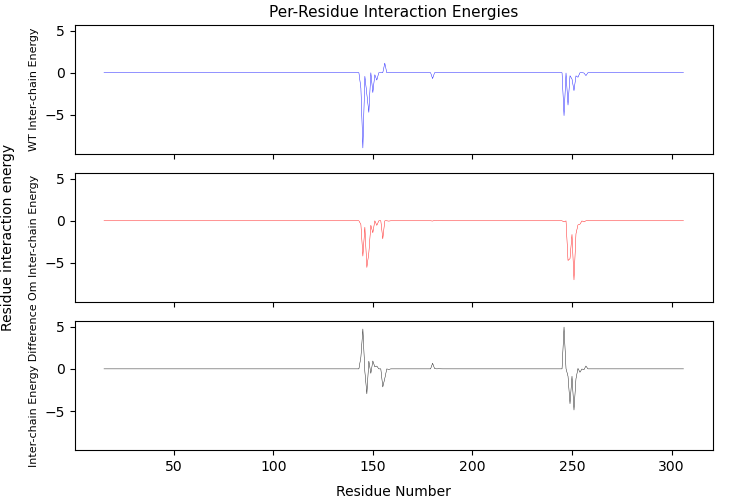 Per-Residue Interaction Energies
Residue interaction energy
WT Inter-chain Energy
5
0
−5
Om Inter-chain Energy
5
0
−5
Inter-chain Energy Difference
5
0
−5
50
100
150
200
250
300
Residue Number